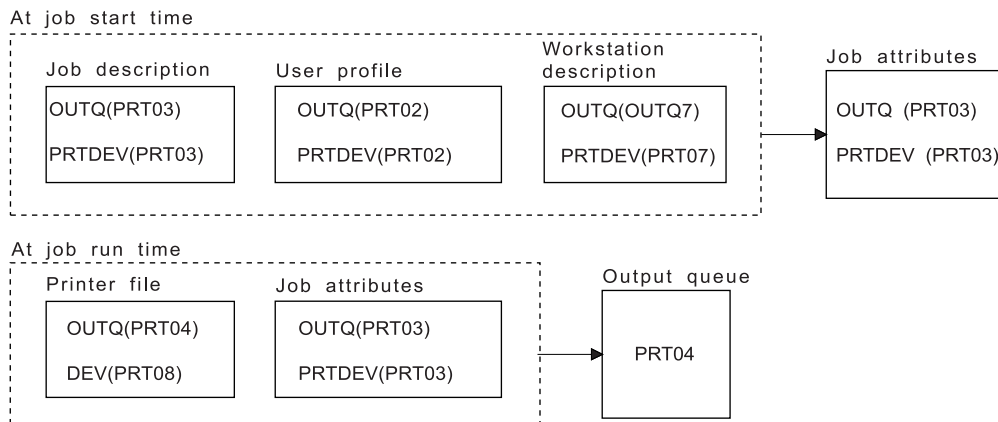 At job start time
Job description
OUTQ(PRT03)
PRTDEV(PRT03)
User profile
OUTQ(PRT02)
PRTDEV(PRT02)
Workstation
description
OUTQ(OUTQ7)
PRTDEV(PRT07)
Job attributes
OUTQ (PRT03)
PRTDEV (PRT03)
At job run time
Printer file
OUTQ(PRT04)
DEV(PRT08)
Job attributes
OUTQ(PRT03)
PRTDEV(PRT03)
Output queue
PRT04